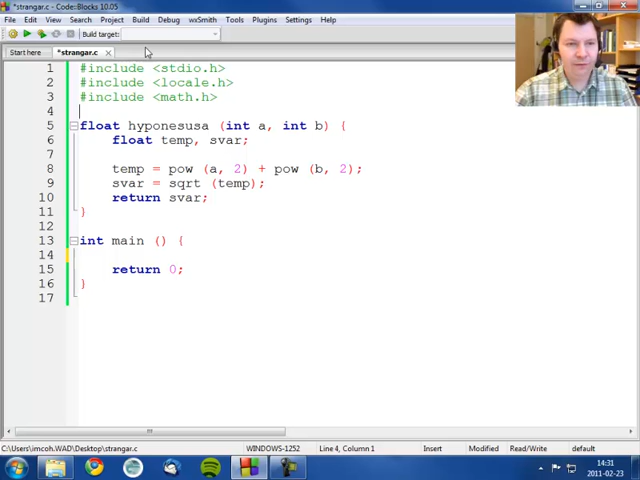 *strangar.c - Code::Blocks 10.05
File Edit View Search Project Build Debug wxSmith Tools Plugins Settings Help
Build target:
Start here *strangar.c
1 #include <stdio.h>
2 #include <locale.h>
3 #include <math.h>
4
5 float hyponesusa (int a, int b) {
6 float temp, svar;
7
8 temp = pow (a, 2) + pow (b, 2);
9 svar = sqrt (temp);
10 return svar;
11 }
12
13 int main () {
14
15 return 0;
16 }
17
C:\Users\imcoh.WAD\Desktop\strangar.c WINDOWS-1252 Line 4, Column 1 Insert Modified Read/Write default
14:31
2011-02-23